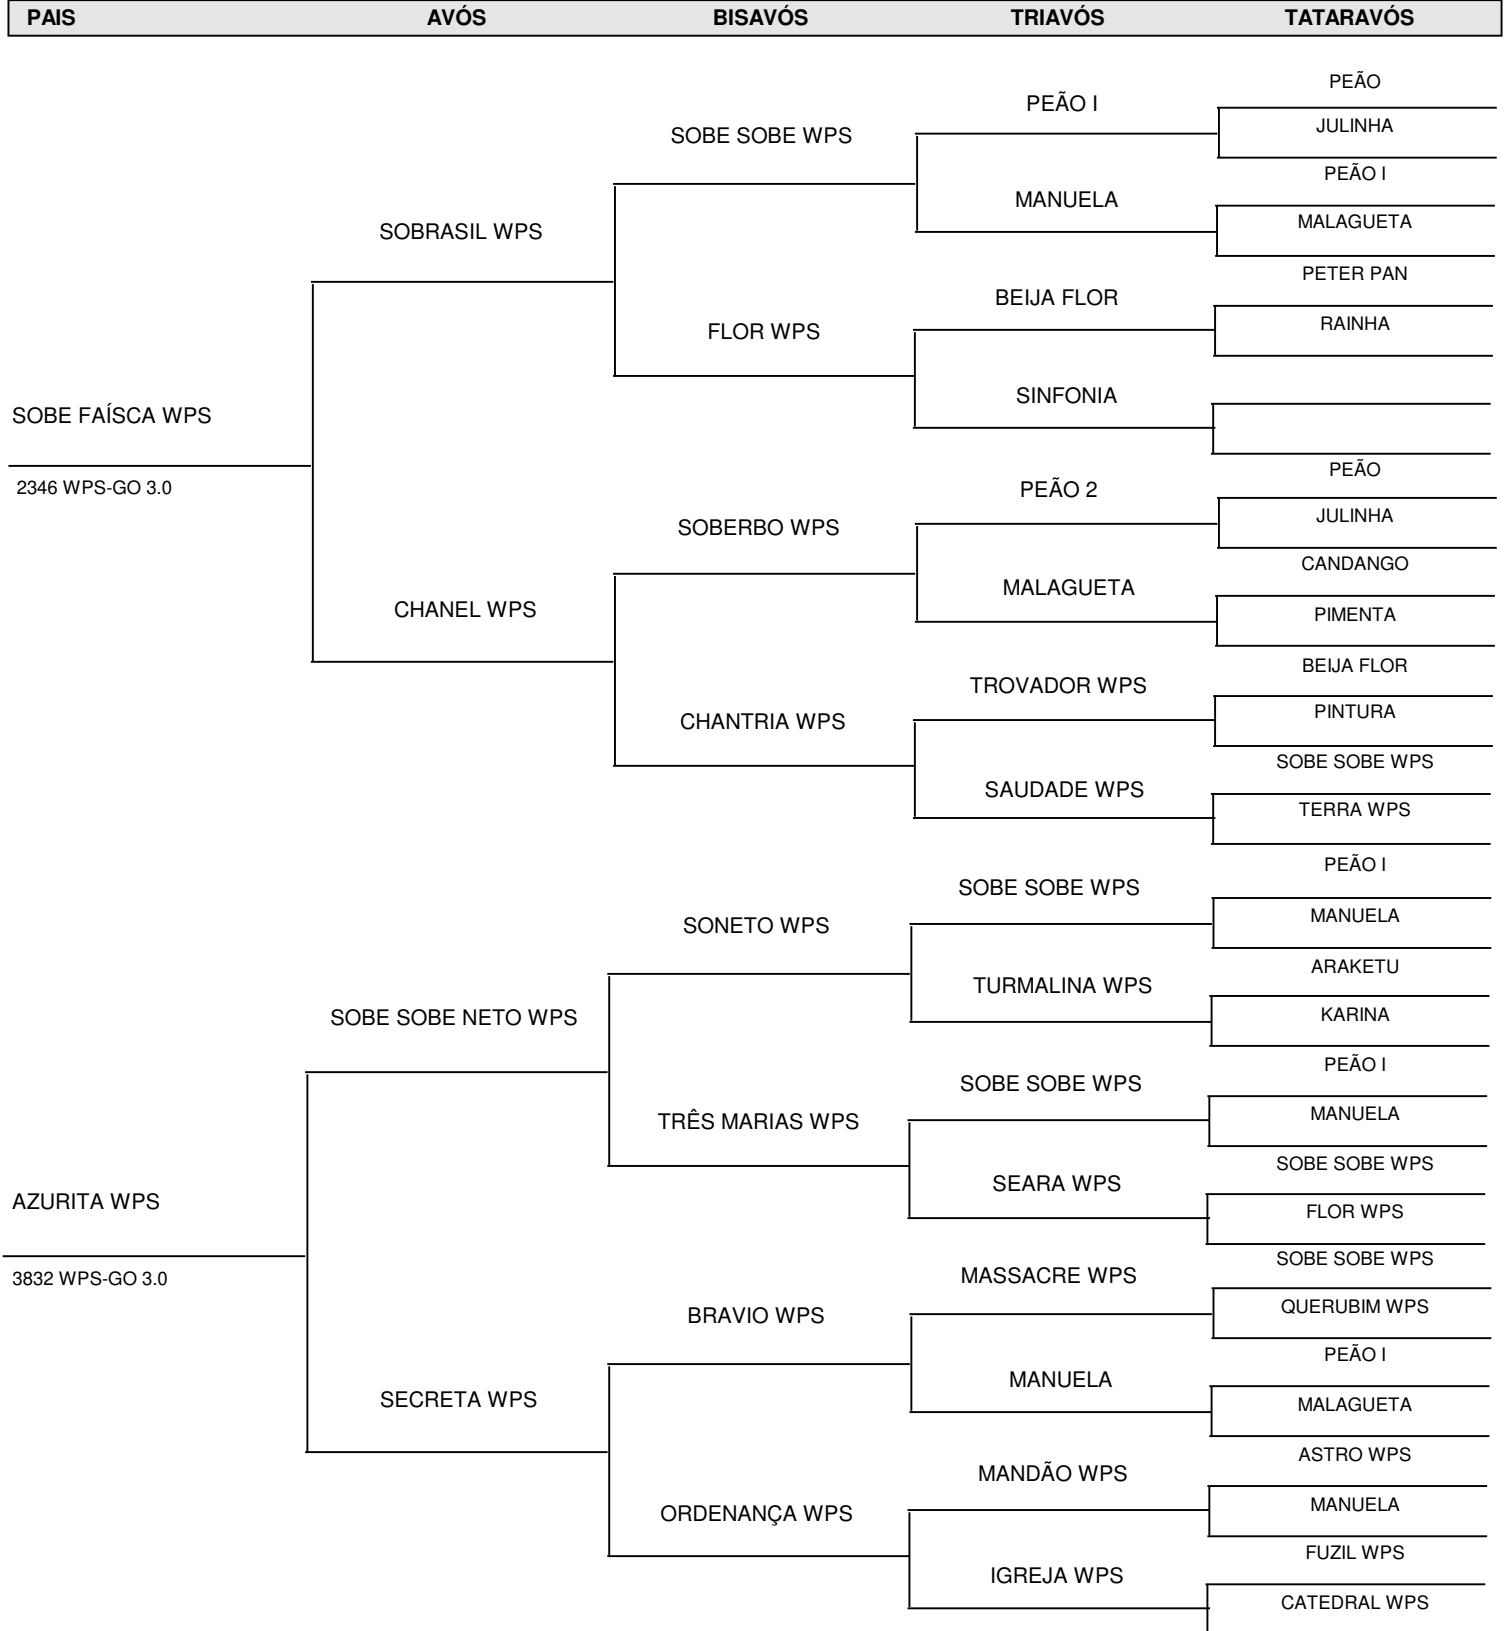 PAIS AVÓS BISAVÓS TRIAVÓS TATARAVÓS
PEÃO
PEÃO I
JULINHA
SOBE SOBE WPS
PEÃO I
MANUELA
MALAGUETA
SOBRASIL WPS
PETER PAN
BEIJA FLOR
RAINHA
FLOR WPS
SINFONIA
SOBE FAÍSCA WPS
2346 WPS-GO 3.0
PEÃO
PEÃO 2
JULINHA
SOBERBO WPS
CANDANGO
MALAGUETA
PIMENTA
CHANEL WPS
BEIJA FLOR
TROVADOR WPS
PINTURA
CHANTRIA WPS
SOBE SOBE WPS
SAUDADE WPS
TERRA WPS
PEÃO I
SOBE SOBE WPS
MANUELA
SONETO WPS
ARAKETU
TURMALINA WPS
KARINA
SOBE SOBE NETO WPS
PEÃO I
SOBE SOBE WPS
MANUELA
TRÊS MARIAS WPS
SOBE SOBE WPS
SEARA WPS
FLOR WPS
AZURITA WPS
3832 WPS-GO 3.0
SOBE SOBE WPS
MASSACRE WPS
QUERUBIM WPS
BRAVIO WPS
PEÃO I
MANUELA
MALAGUETA
SECRETA WPS
ASTRO WPS
MANDÃO WPS
MANUELA
ORDENANÇA WPS
FUZIL WPS
IGREJA WPS
CATEDRAL WPS